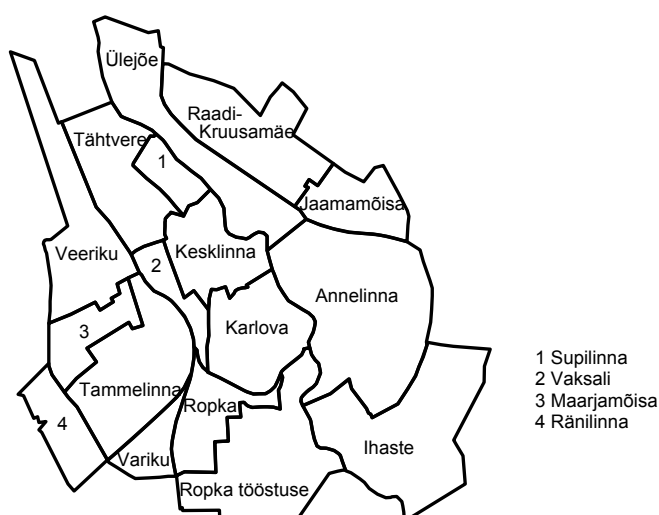 Ülejõe
Raadi-
Kruusamäe
Tähtvere
1
Jaamamõisa
Veeriku
Kesklinna
2
Annelinna
3
Karlova
Tammelinna
Ropka
4
Variku
Ihaste
Ropka tööstuse
1 Supilinna
2 Vaksali
3 Maarjamõisa
4 Ränilinna